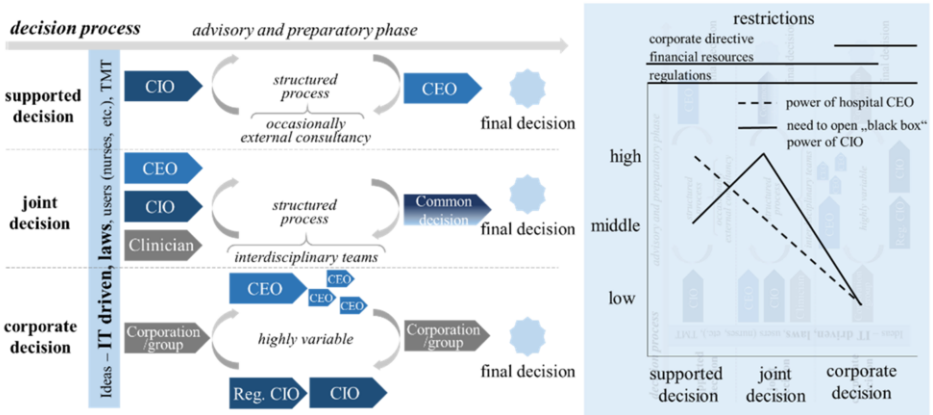 decision process
advisory and preparatory phase
Ideas – IT driven, laws, users (nurses, etc.), TMT
supported
decision
CIO
structured
process
occasionally
external consultancy
CEO
final decision
joint
decision
CEO
CIO
Clinician
structured
process
interdisciplinary teams
Common
decision
final decision
corporate
decision
Corporation
/group
CEO
CEO
CEO
CEO
highly variable
Reg. CIO
CIO
Corporation
/group
final decision
restrictions
corporate directive
financial resources
regulations
power of hospital CEO
need to open „black box“
power of CIO
high
middle
low
supported
decision
joint
decision
corporate
decision